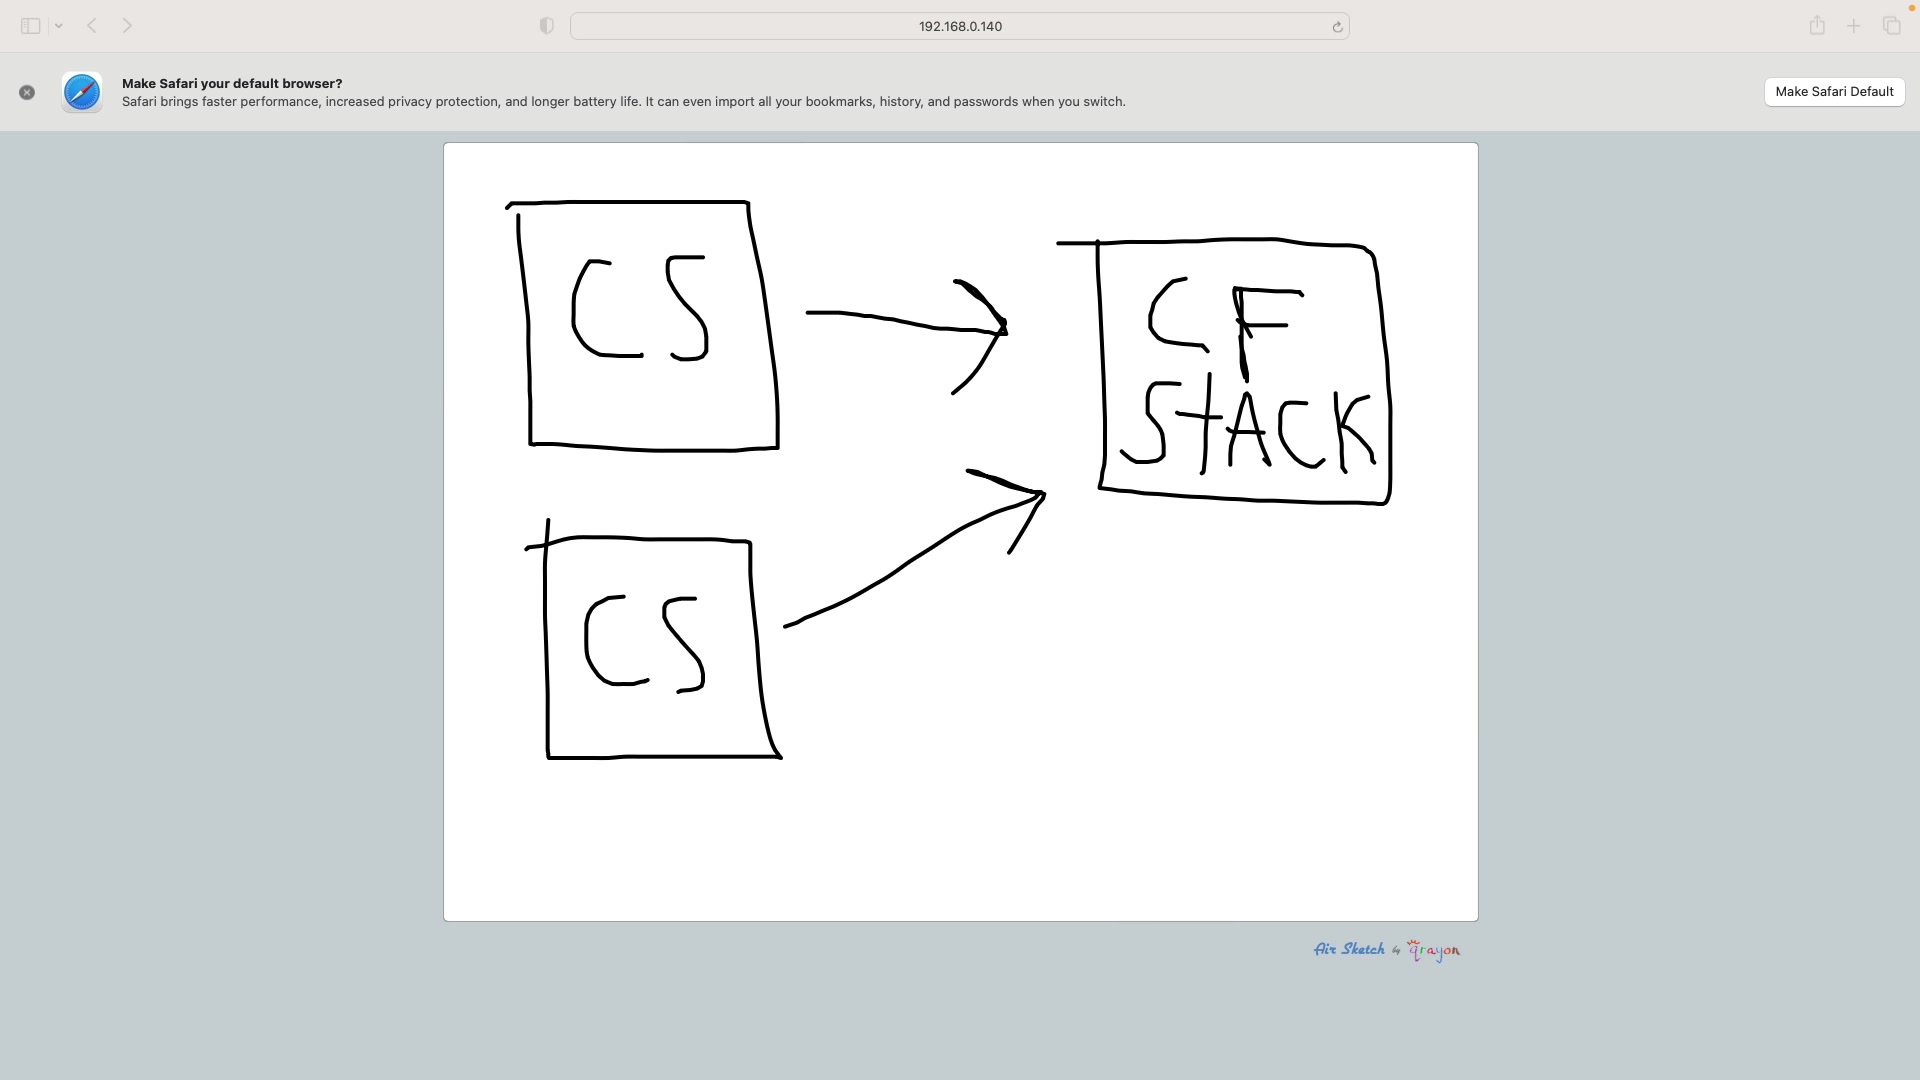 192.168.0.140
Make Safari your default browser?
Safari brings faster performance, increased privacy protection, and longer battery life. It can even import all your bookmarks, history, and passwords when you switch.
Make Safari Default
CS
CF
STACK
CS
Air Sketch by qrayon